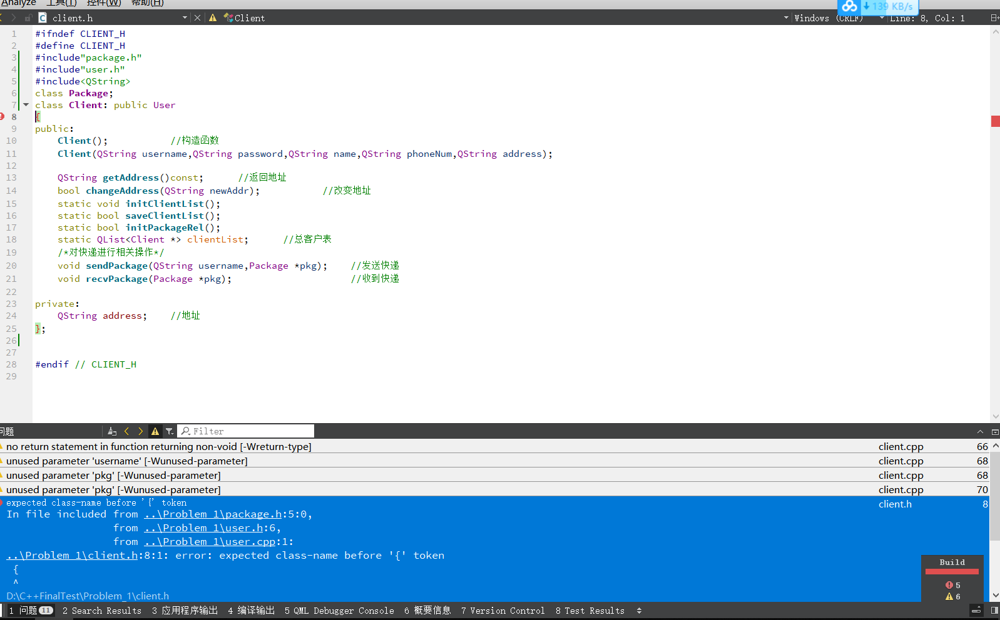 Analyze 工具(T) 控件(W) 帮助(H)
139 KB/s
client.h Client Windows (CRLF) Line: 8, Col: 1
1 #ifndef CLIENT_H
2 #define CLIENT_H
3 #include"package.h"
4 #include"user.h"
5 #include<QString>
6 class Package;
7 class Client: public User
8 {
9 public:
10 Client(); //构造函数
11 Client(QString username,QString password,QString name,QString phoneNum,QString address);
12
13 QString getAddress()const; //返回地址
14 bool changeAddress(QString newAddr); //改变地址
15 static void initClientList();
16 static bool saveClientList();
17 static bool initPackageRel();
18 static QList<Client *> clientList; //总客户表
19 /*对快递进行相关操作*/
20 void sendPackage(QString username,Package *pkg); //发送快递
21 void recvPackage(Package *pkg); //收到快递
22
23 private:
24 QString address; //地址
25 };
26
27
28 #endif // CLIENT_H
29
问题 Filter
no return statement in function returning non-void [-Wreturn-type] client.cpp 66
unused parameter 'username' [-Wunused-parameter] client.cpp 68
unused parameter 'pkg' [-Wunused-parameter] client.cpp 68
unused parameter 'pkg' [-Wunused-parameter] client.cpp 70
expected class-name before '{' token client.h 8
In file included from ..\Problem_1\package.h:5:0,
from ..\Problem_1\user.h:6,
from ..\Problem_1\user.cpp:1:
..\Problem_1\client.h:8:1: error: expected class-name before '{' token
{
^
D:\C++FinalTest\Problem_1\client.h
Build
5
6
1 问题 11 2 Search Results 3 应用程序输出 4 编译输出 5 QML Debugger Console 6 概要信息 7 Version Control 8 Test Results